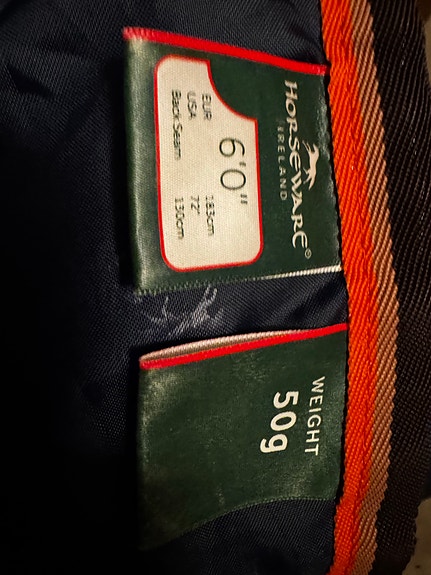 HORSEWARE®
IRELAND
6'0"
EUR 183cm
USA 72"
Back Seam 130cm
WEIGHT
50g